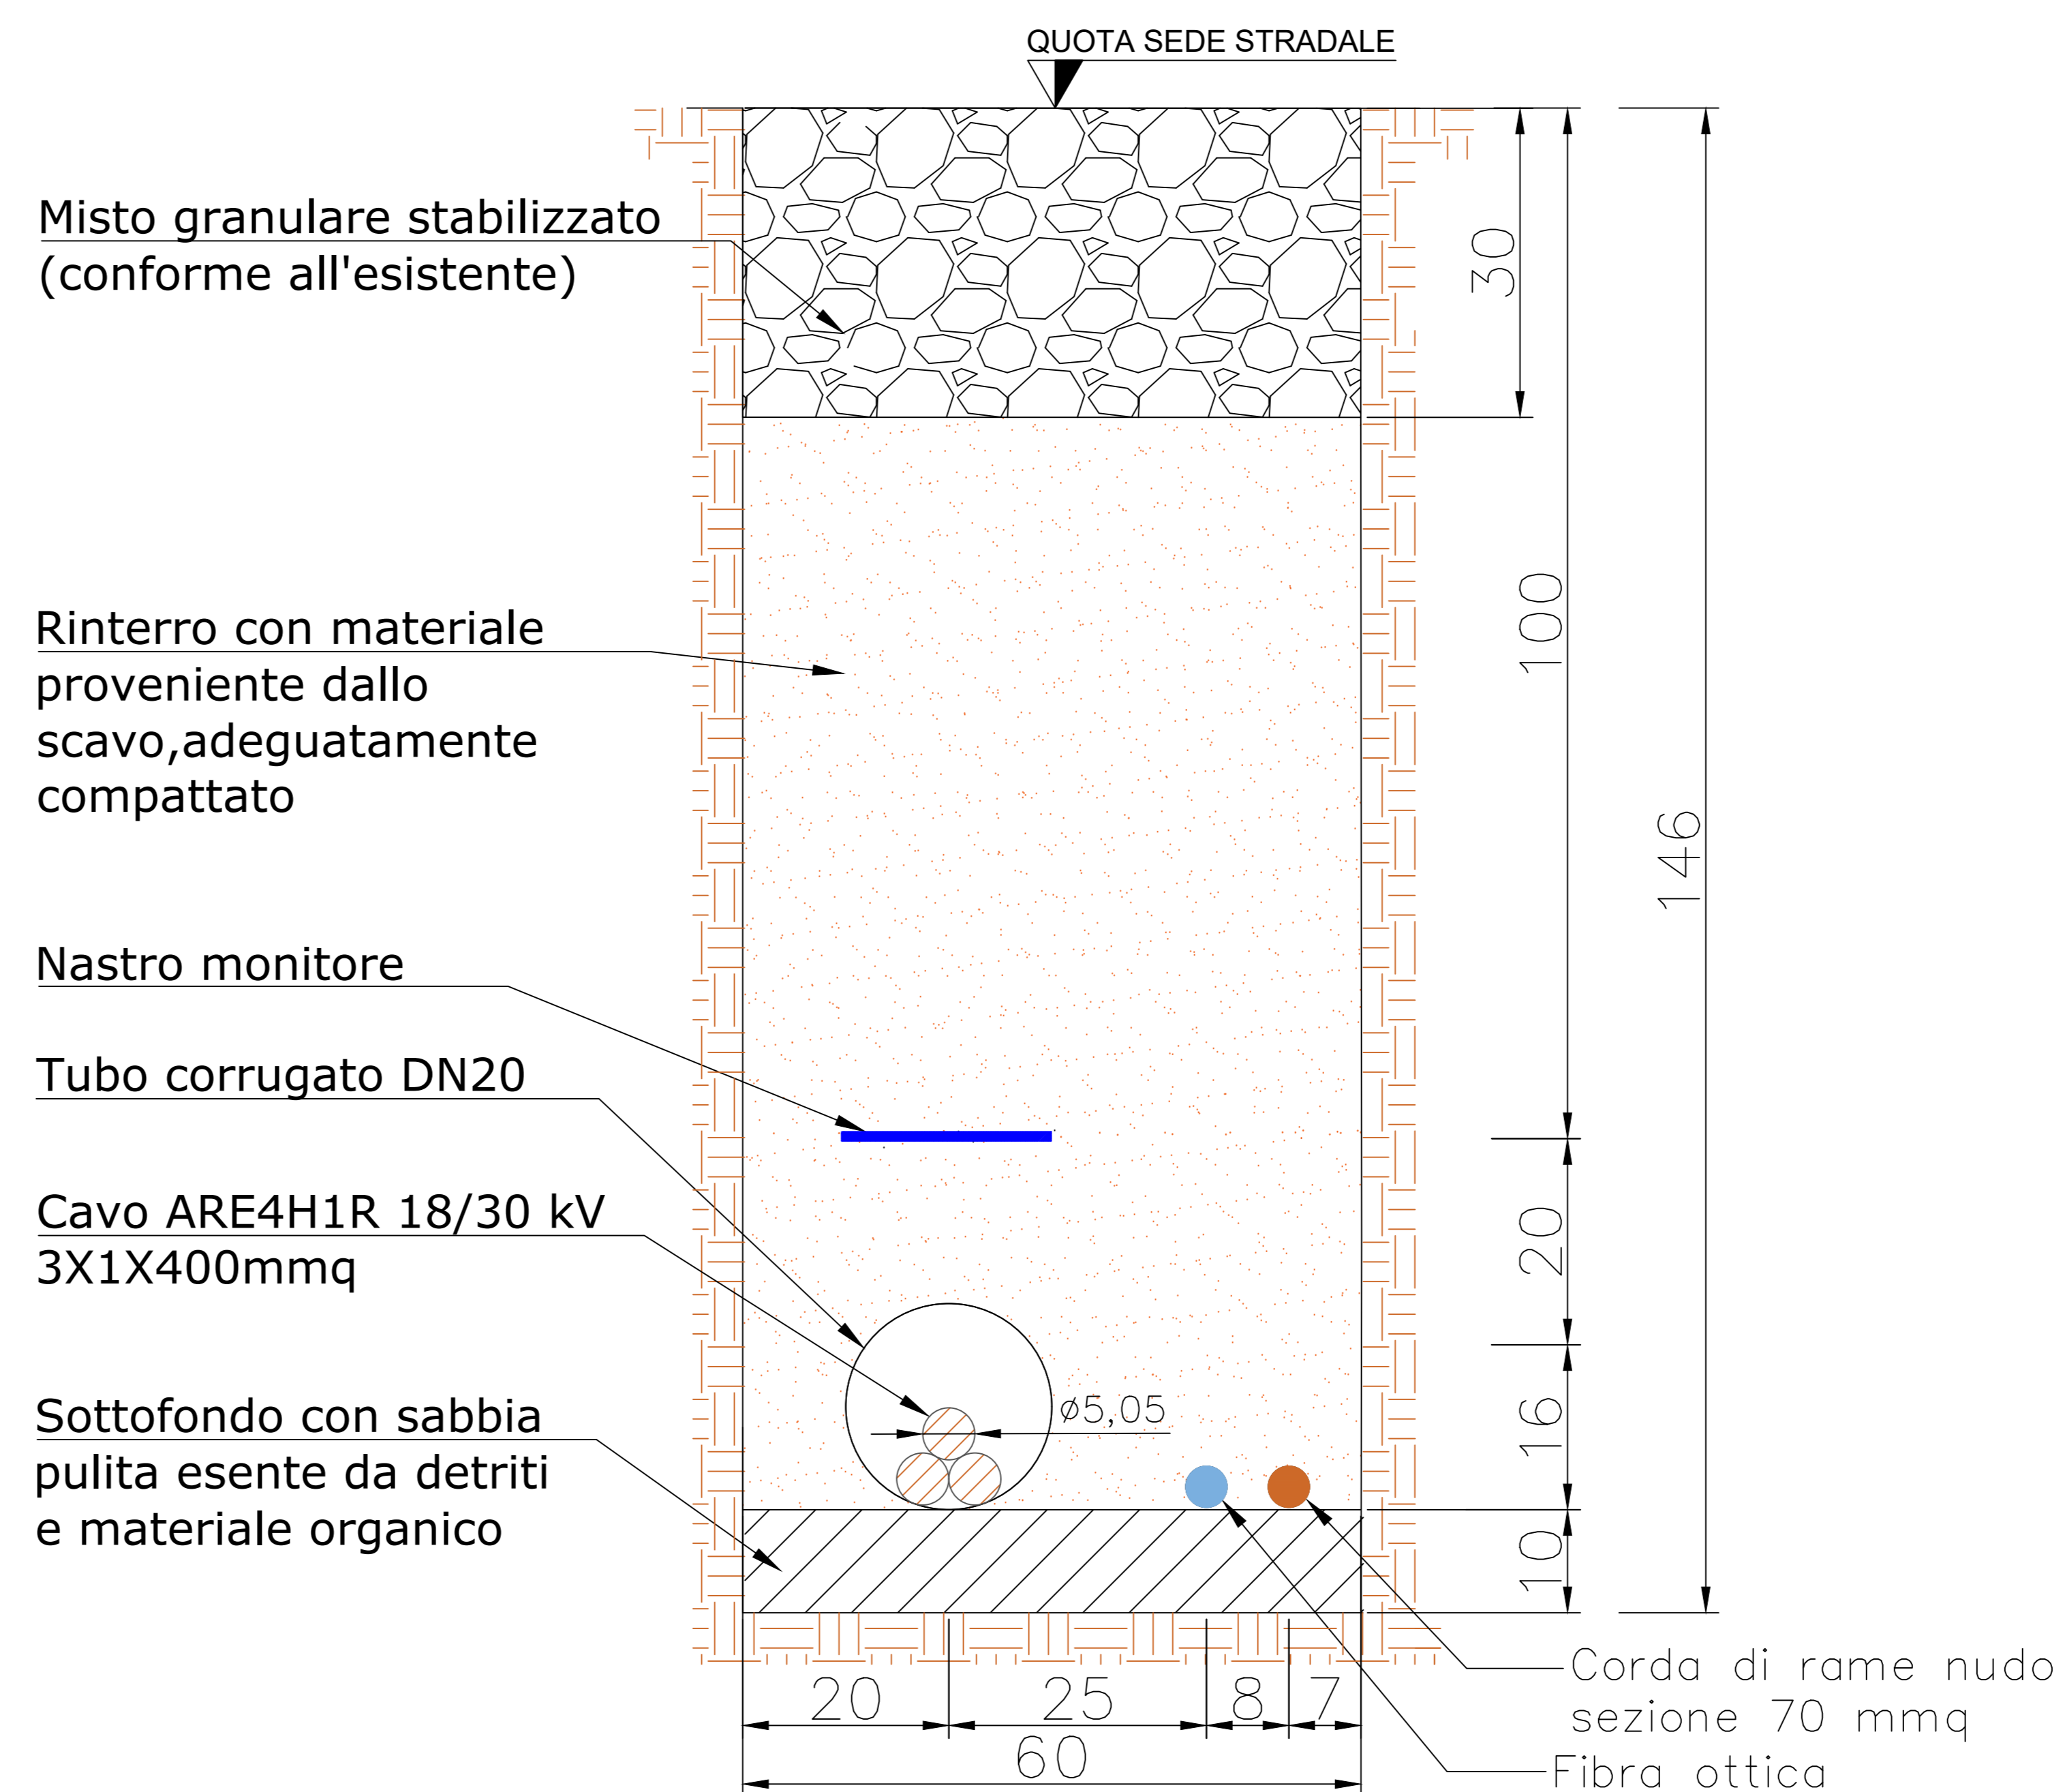 QUOTA SEDE STRADALE
Misto granulare stabilizzato
(conforme all'esistente)
30
100
Rinterro con materiale
proveniente dallo
scavo,adeguatamente
compattato
146
Nastro monitore
Tubo corrugato DN20
Cavo ARE4H1R 18/30 kV
3X1X400mmq
20
Sottofondo con sabbia
pulita esente da detriti
e materiale organico
ø5,05
16
10
Corda di rame nudo
sezione 70 mmq
Fibra ottica
20 25 8 7
60